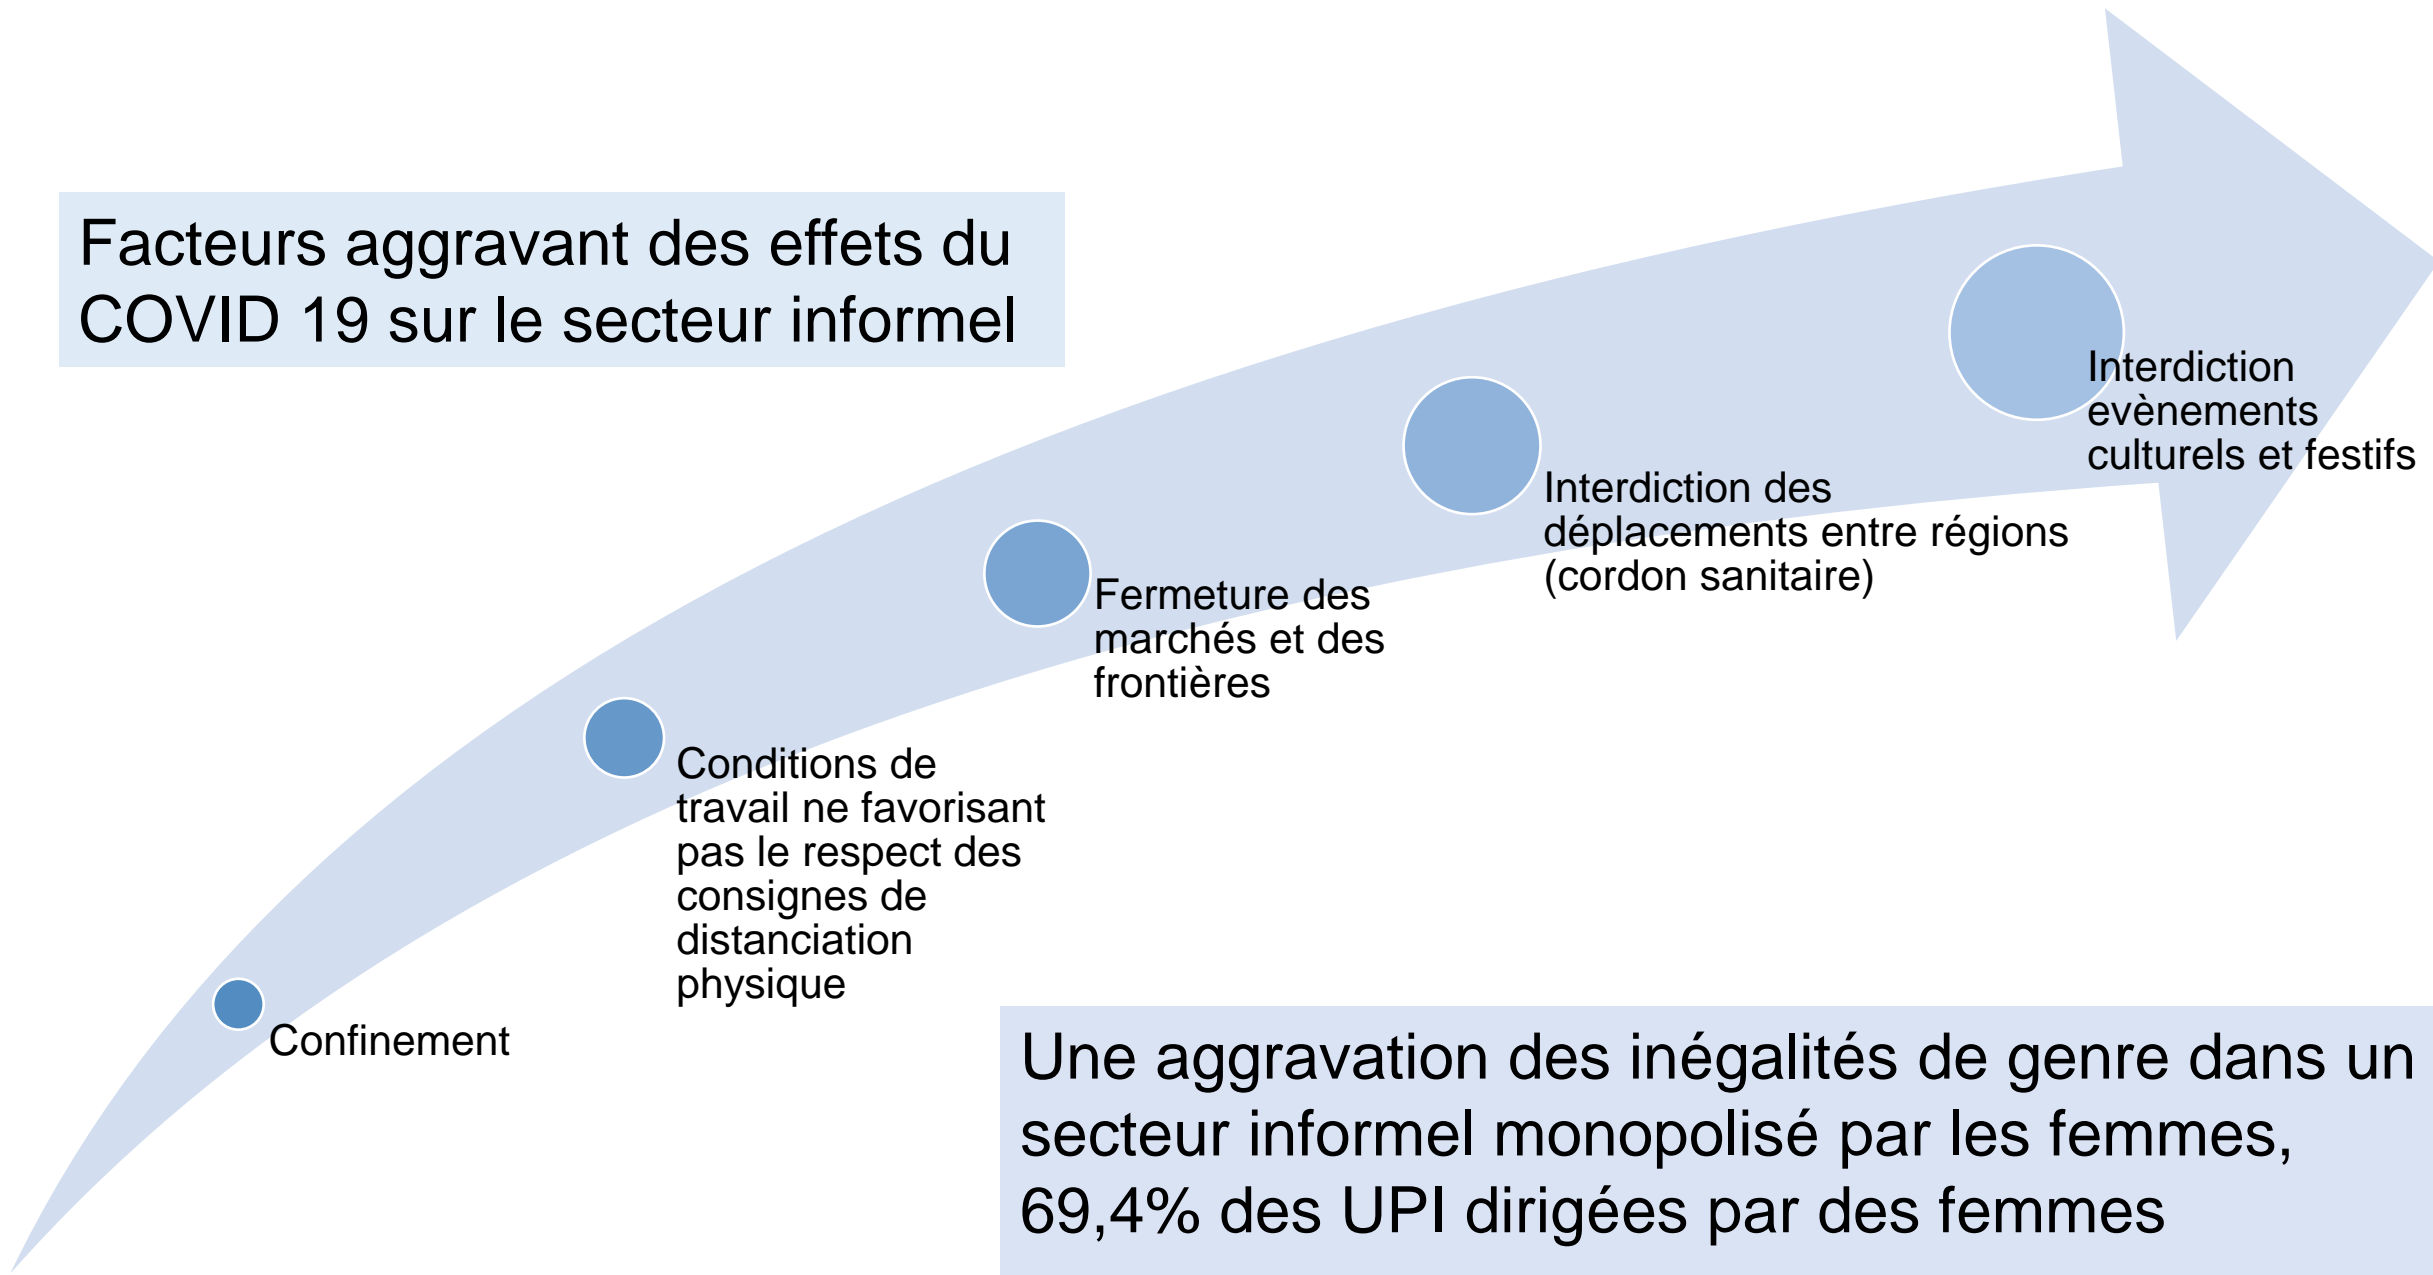 Facteurs aggravant des effets du
COVID 19 sur le secteur informel
Interdiction
evènements
culturels et festifs
Interdiction des
déplacements entre régions
(cordon sanitaire)
Fermeture des
marchés et des
frontières
Conditions de
travail ne favorisant
pas le respect des
consignes de
distanciation
physique
Confinement
Une aggravation des inégalités de genre dans un
secteur informel monopolisé par les femmes,
69,4% des UPI dirigées par des femmes